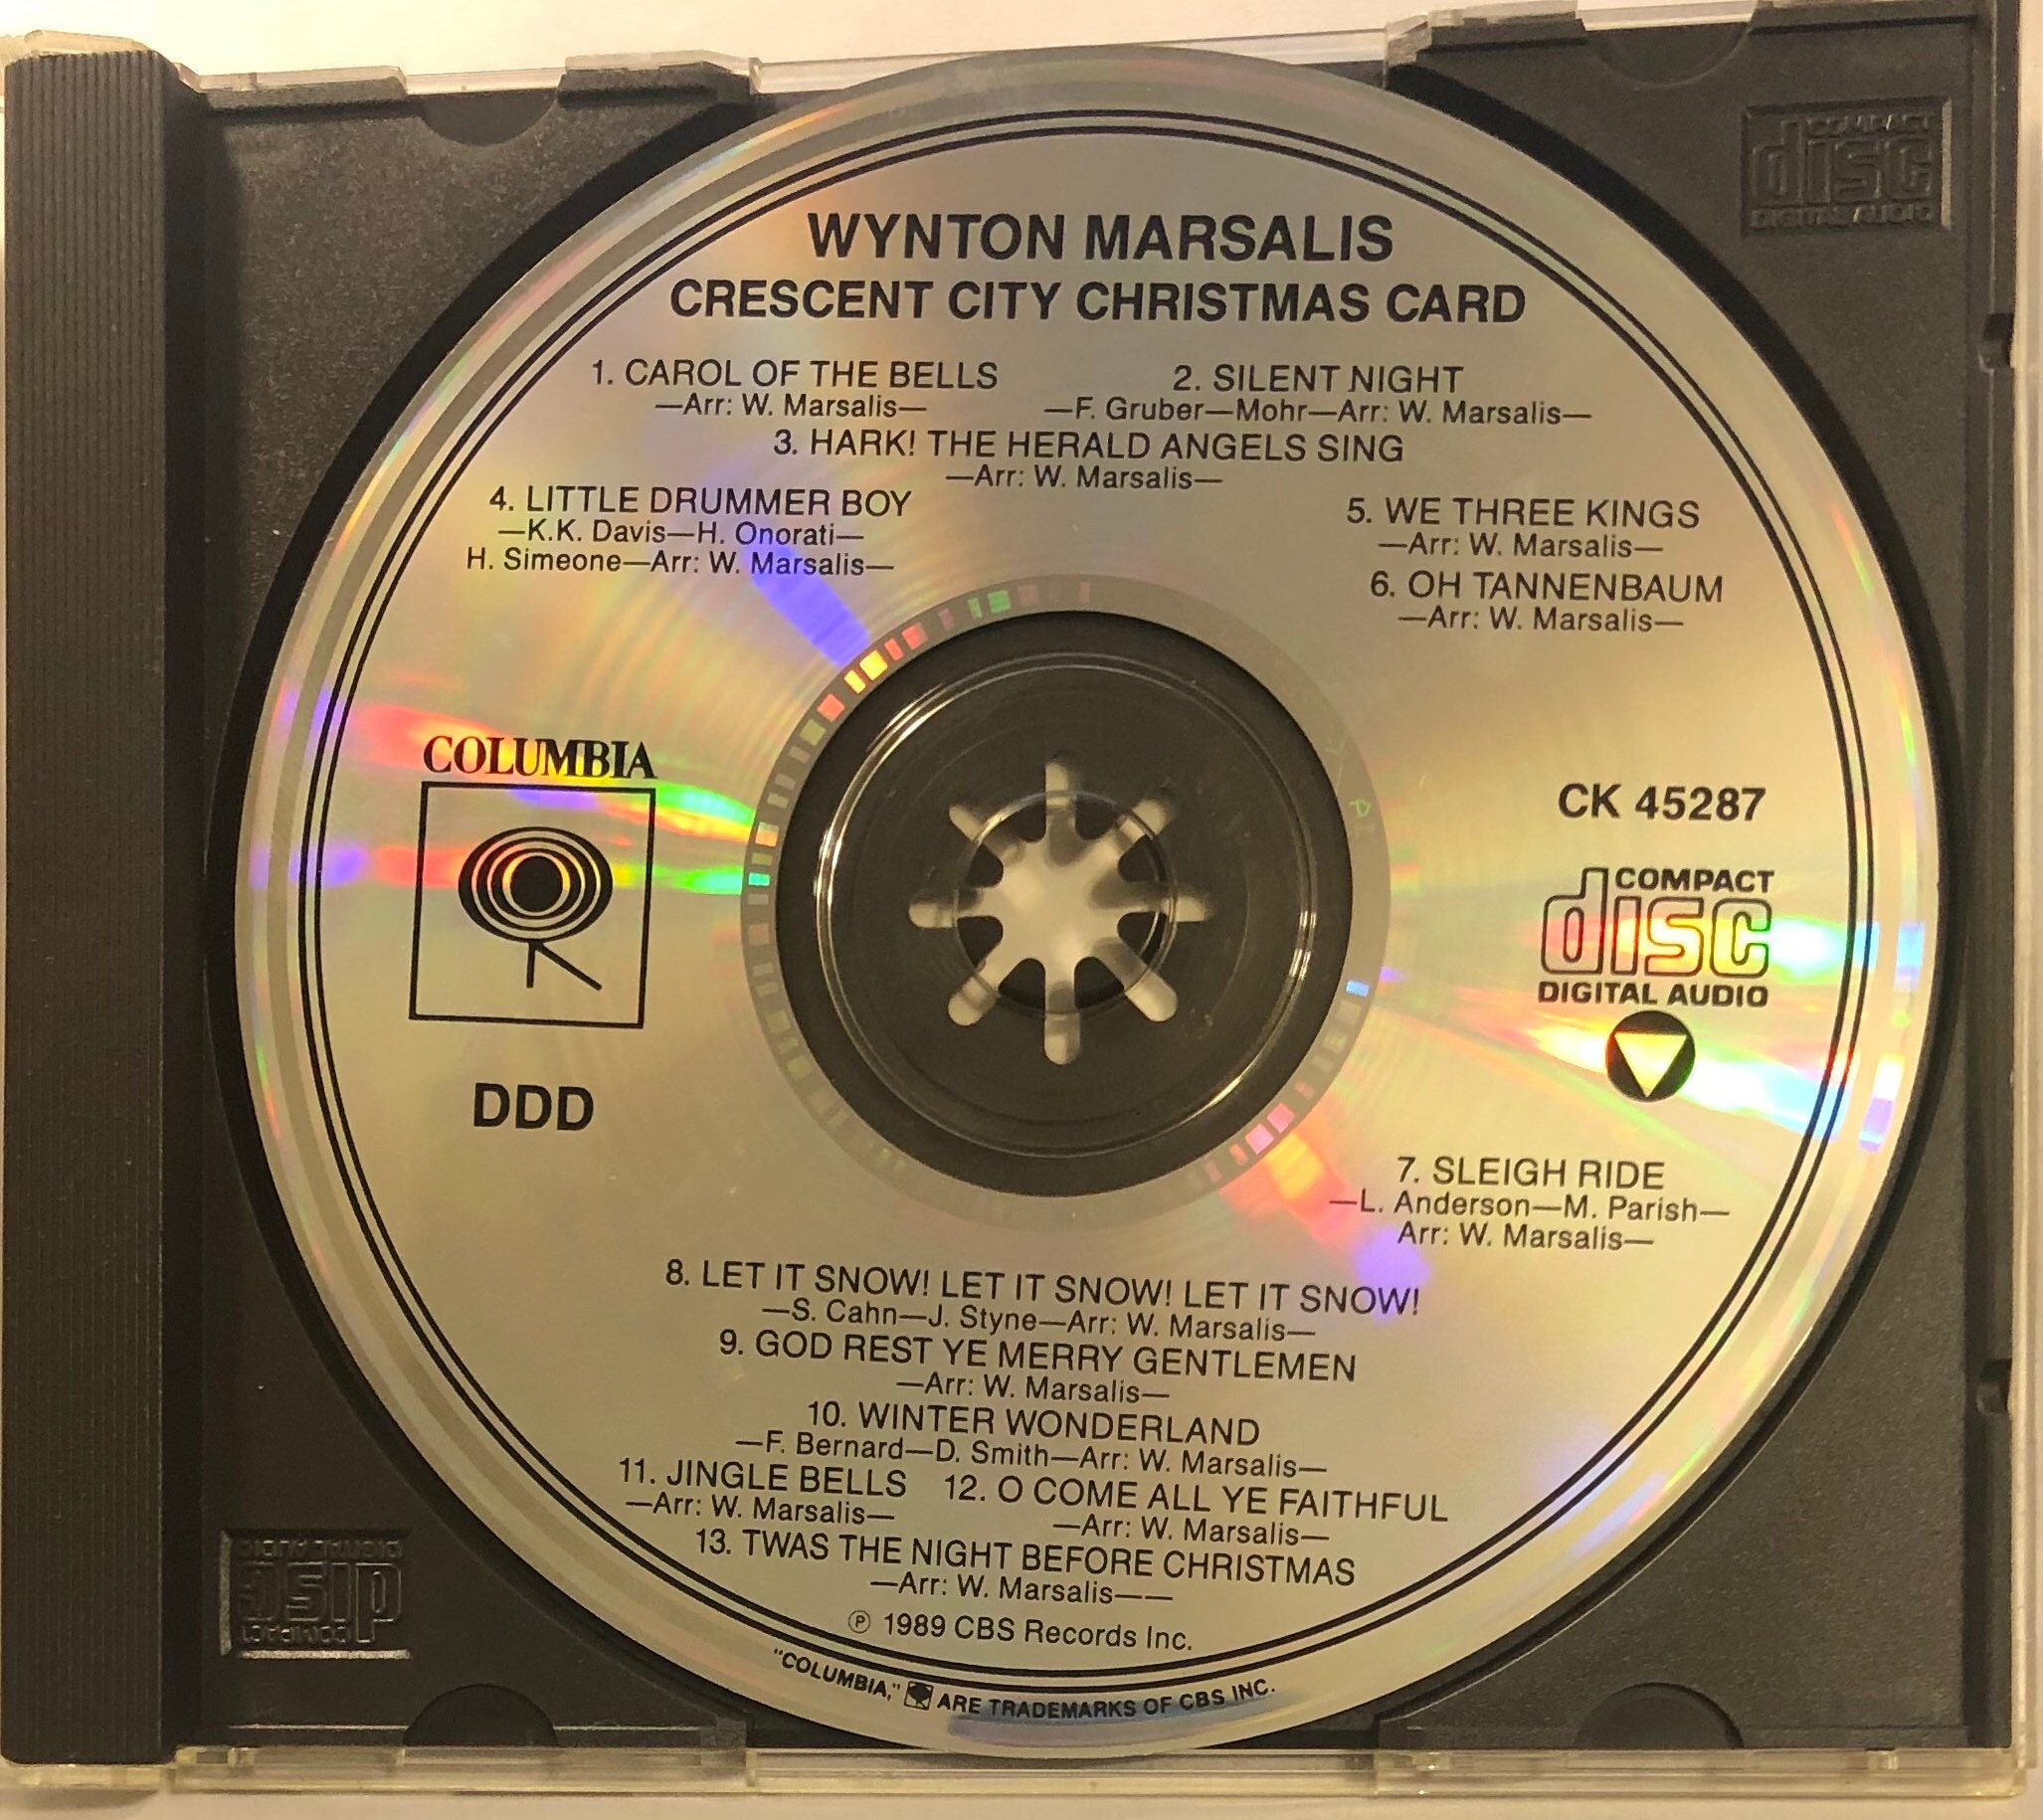 COMPACT
disc
DIGITAL AUDIO
WYNTON MARSALIS
CRESCENT CITY CHRISTMAS CARD
1. CAROL OF THE BELLS
—Arr: W. Marsalis—
2. SILENT NIGHT
—F. Gruber—Mohr—Arr: W. Marsalis—
3. HARK! THE HERALD ANGELS SING
—Arr: W. Marsalis—
4. LITTLE DRUMMER BOY
—K.K. Davis—H. Onorati—
H. Simeone—Arr: W. Marsalis—
5. WE THREE KINGS
—Arr: W. Marsalis—
6. OH TANNENBAUM
—Arr: W. Marsalis—
COLUMBIA
DDD
CK 45287
COMPACT
disc
DIGITAL AUDIO
7. SLEIGH RIDE
—L. Anderson—M. Parish—
Arr: W. Marsalis—
8. LET IT SNOW! LET IT SNOW! LET IT SNOW!
—S. Cahn—J. Styne—Arr: W. Marsalis—
9. GOD REST YE MERRY GENTLEMEN
—Arr: W. Marsalis—
10. WINTER WONDERLAND
—F. Bernard—D. Smith—Arr: W. Marsalis—
11. JINGLE BELLS
—Arr: W. Marsalis—
12. O COME ALL YE FAITHFUL
—Arr: W. Marsalis—
13. TWAS THE NIGHT BEFORE CHRISTMAS
—Arr: W. Marsalis——
℗ 1989 CBS Records Inc.
"COLUMBIA," ARE TRADEMARKS OF CBS INC.
COMPACT
disc
DIGITAL AUDIO